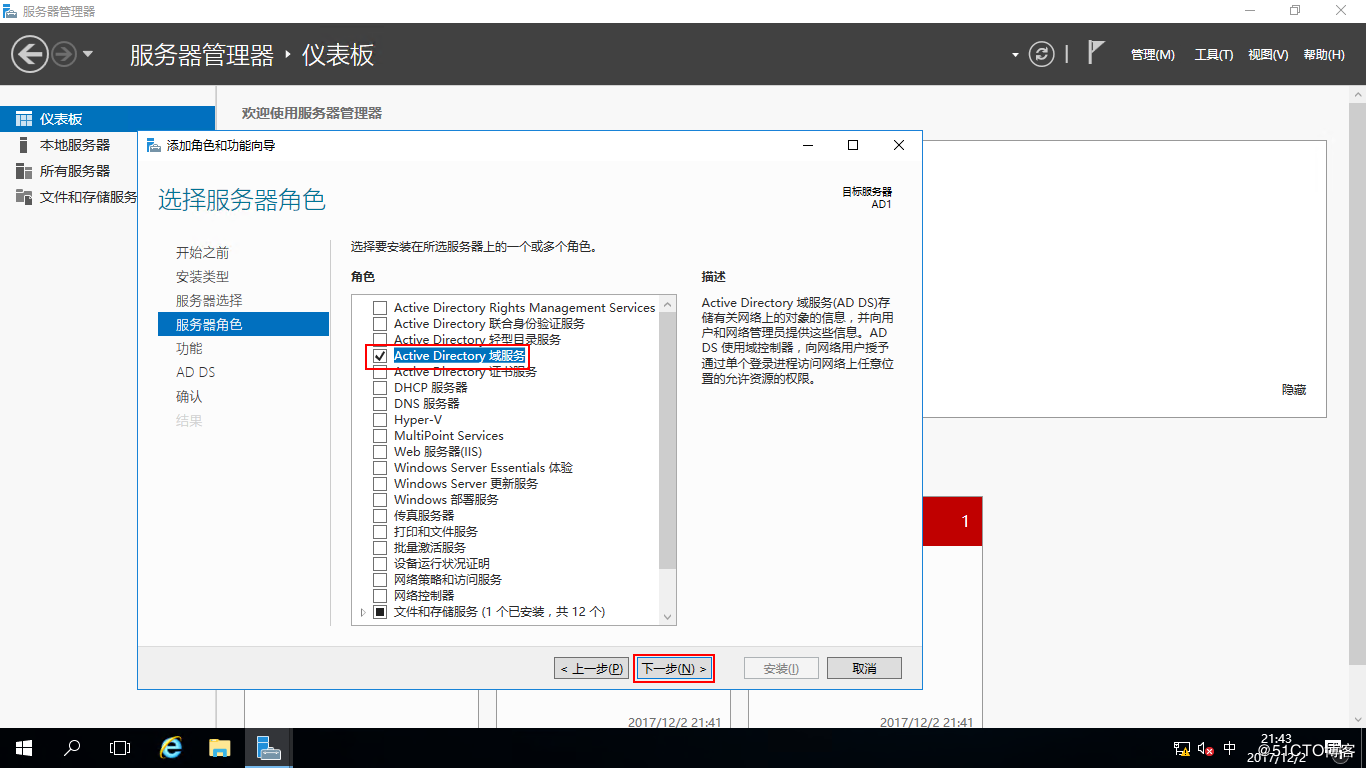 服务器管理器
服务器管理器 ‣ 仪表板
管理(M) 工具(T) 视图(V) 帮助(H)
仪表板
本地服务器
所有服务器
文件和存储服务
欢迎使用服务器管理器
添加角色和功能向导
选择服务器角色
目标服务器
AD1
开始之前
安装类型
服务器选择
服务器角色
功能
AD DS
确认
结果
选择要安装在所选服务器上的一个或多个角色。
角色
Active Directory Rights Management Services
Active Directory 联合身份验证服务
Active Directory 轻型目录服务
Active Directory 域服务
Active Directory 证书服务
DHCP 服务器
DNS 服务器
Hyper-V
MultiPoint Services
Web 服务器(IIS)
Windows Server Essentials 体验
Windows Server 更新服务
Windows 部署服务
传真服务器
打印和文件服务
批量激活服务
设备运行状况证明
网络策略和访问服务
网络控制器
文件和存储服务 (1 个已安装，共 12 个)
描述
Active Directory 域服务(AD DS)存
储有关网络上的对象的信息，并向用
户和网络管理员提供这些信息。AD
DS 使用域控制器，向网络用户授予
通过单个登录进程访问网络上任意位
置的允许资源的权限。
隐藏
1
< 上一步(P) 下一步(N) > 安装(I) 取消
2017/12/2 21:41
2017/12/2 21:41
中
21:43
2017/12/2
@51CTO博客